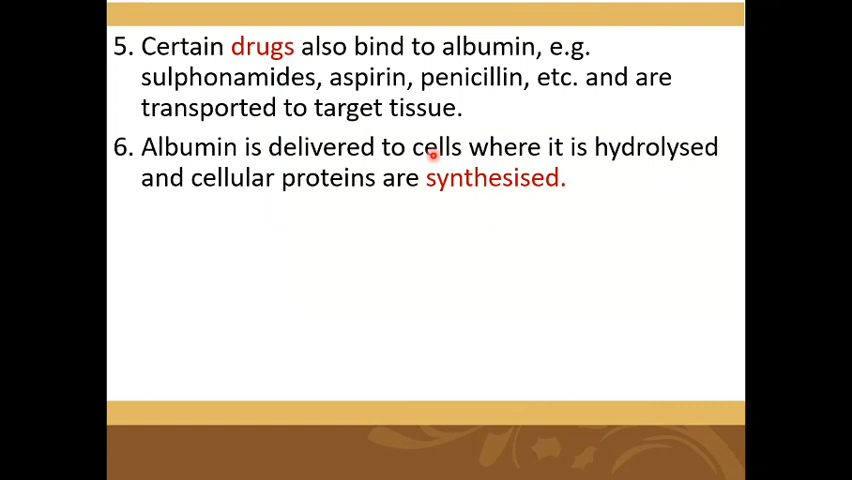 5. Certain drugs also bind to albumin, e.g.
sulphonamides, aspirin, penicillin, etc. and are
transported to target tissue.
6. Albumin is delivered to cells where it is hydrolysed
and cellular proteins are synthesised.